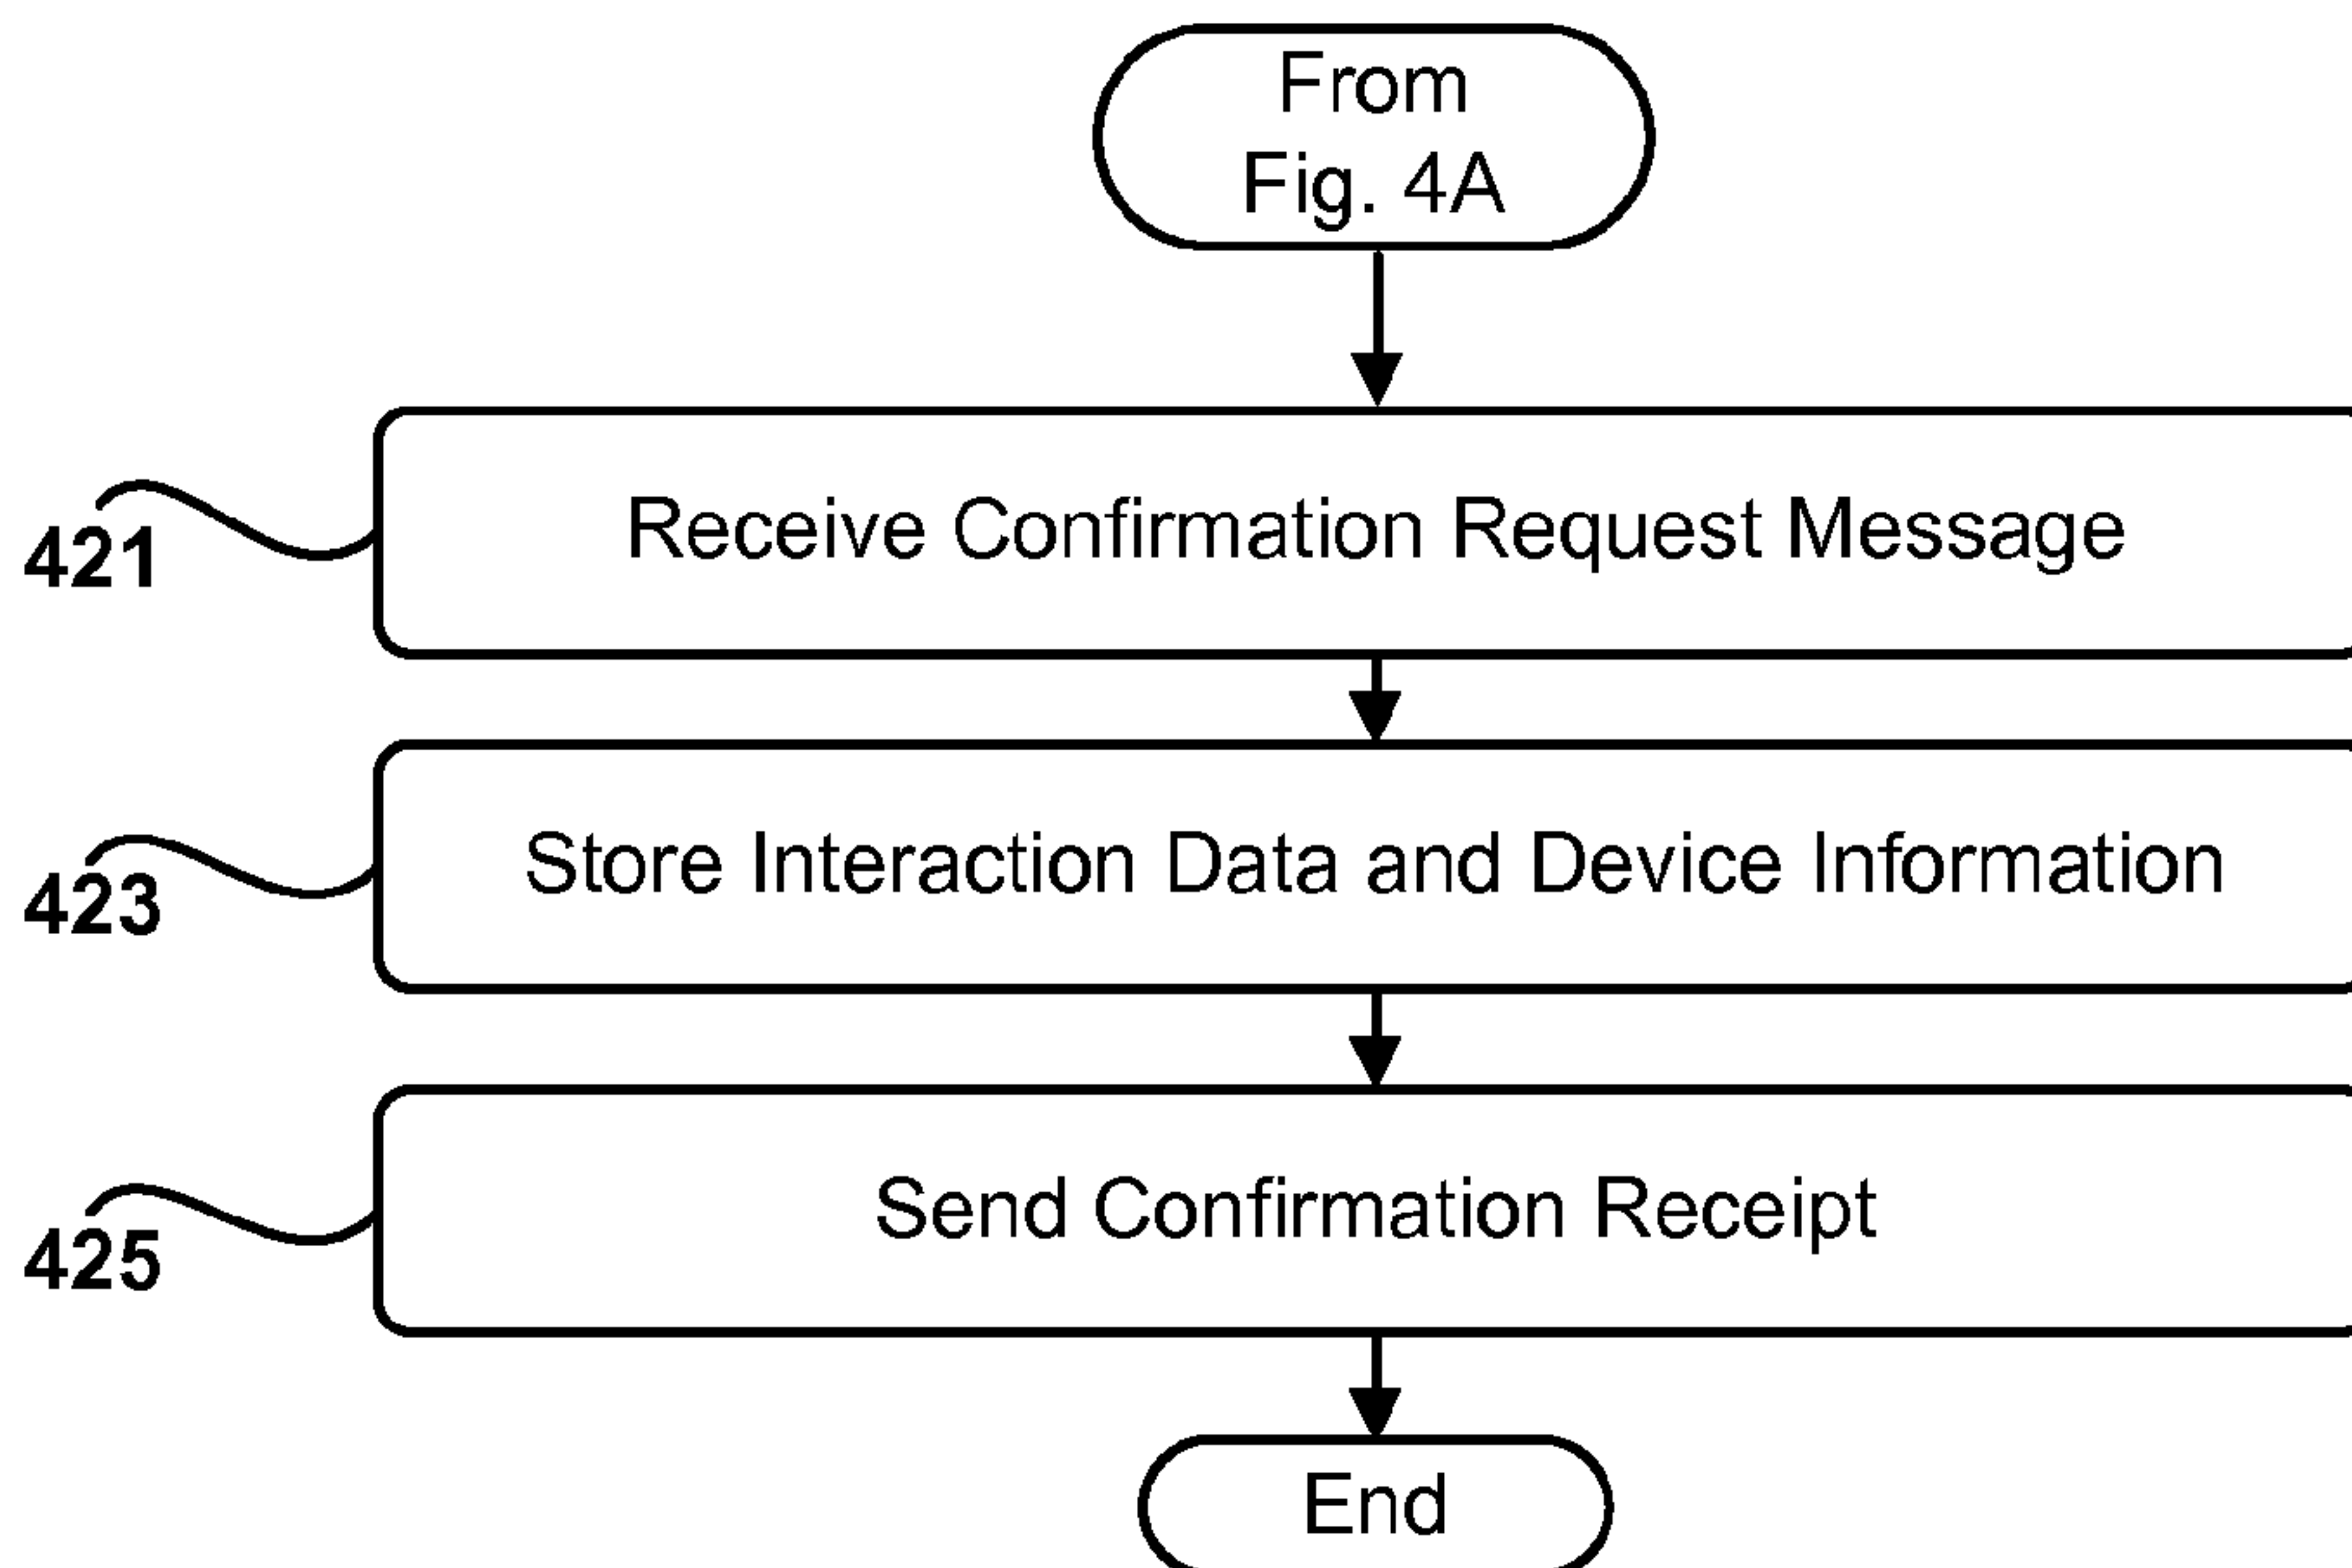 From
Fig. 4A
421
Receive Confirmation Request Message
423
Store Interaction Data and Device Information
425
Send Confirmation Receipt
End